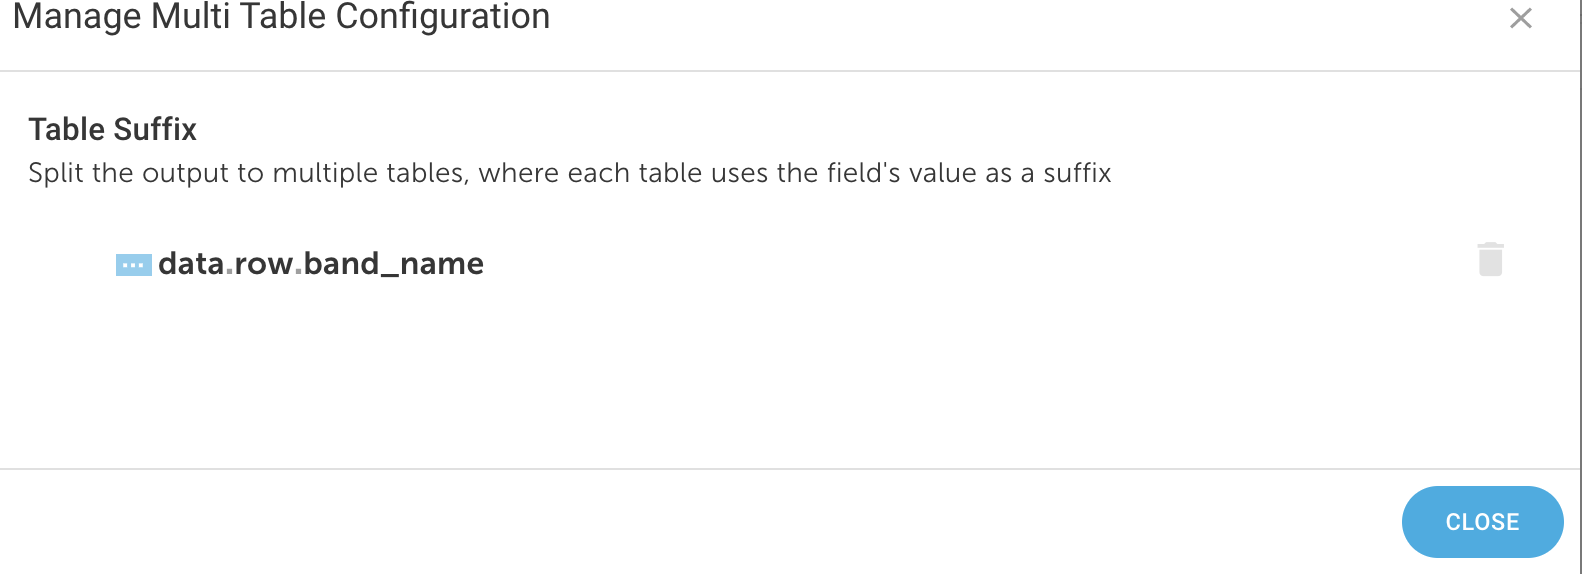 Manage Multi Table Configuration
Table Suffix
Split the output to multiple tables, where each table uses the field's value as a suffix
data.row.band_name
CLOSE